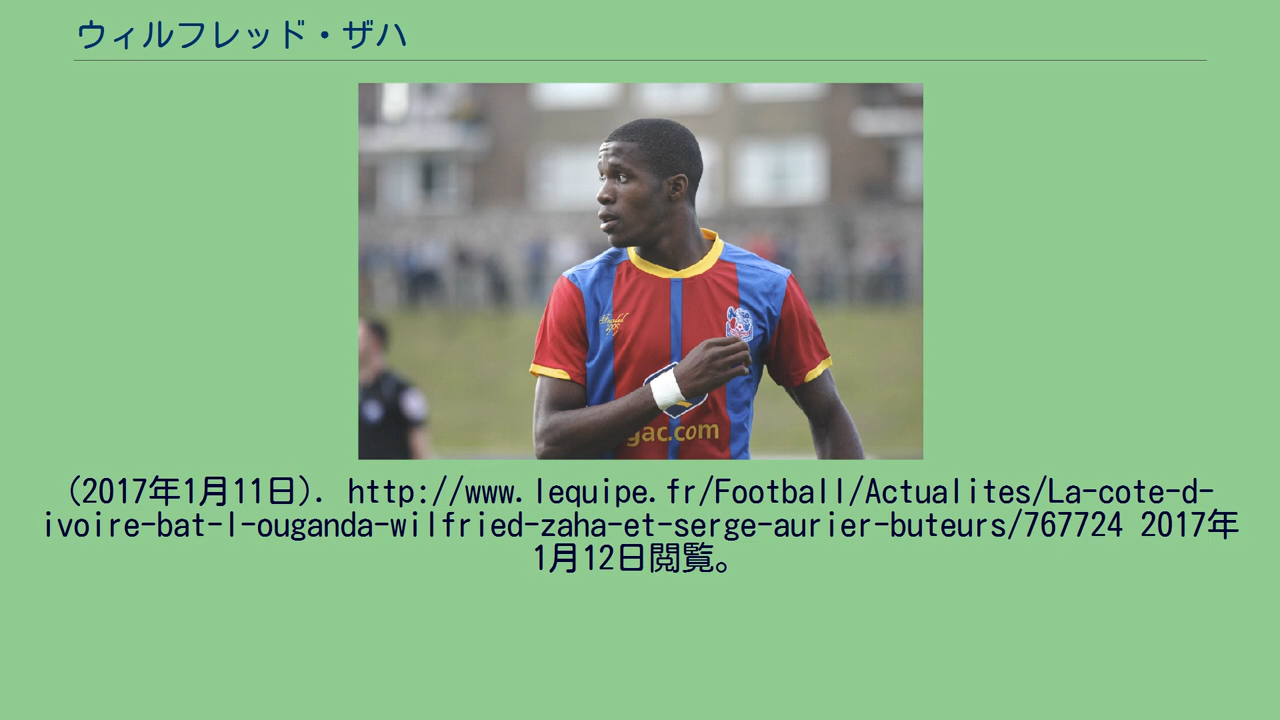 ウィルフレッド・ザハ
Founded
1905
gac.com
(2017年1月11日). http://www.lequipe.fr/Football/Actualites/La-cote-d-
ivoire-bat-l-ouganda-wilfried-zaha-et-serge-aurier-buteurs/767724 2017年
1月12日閲覧。